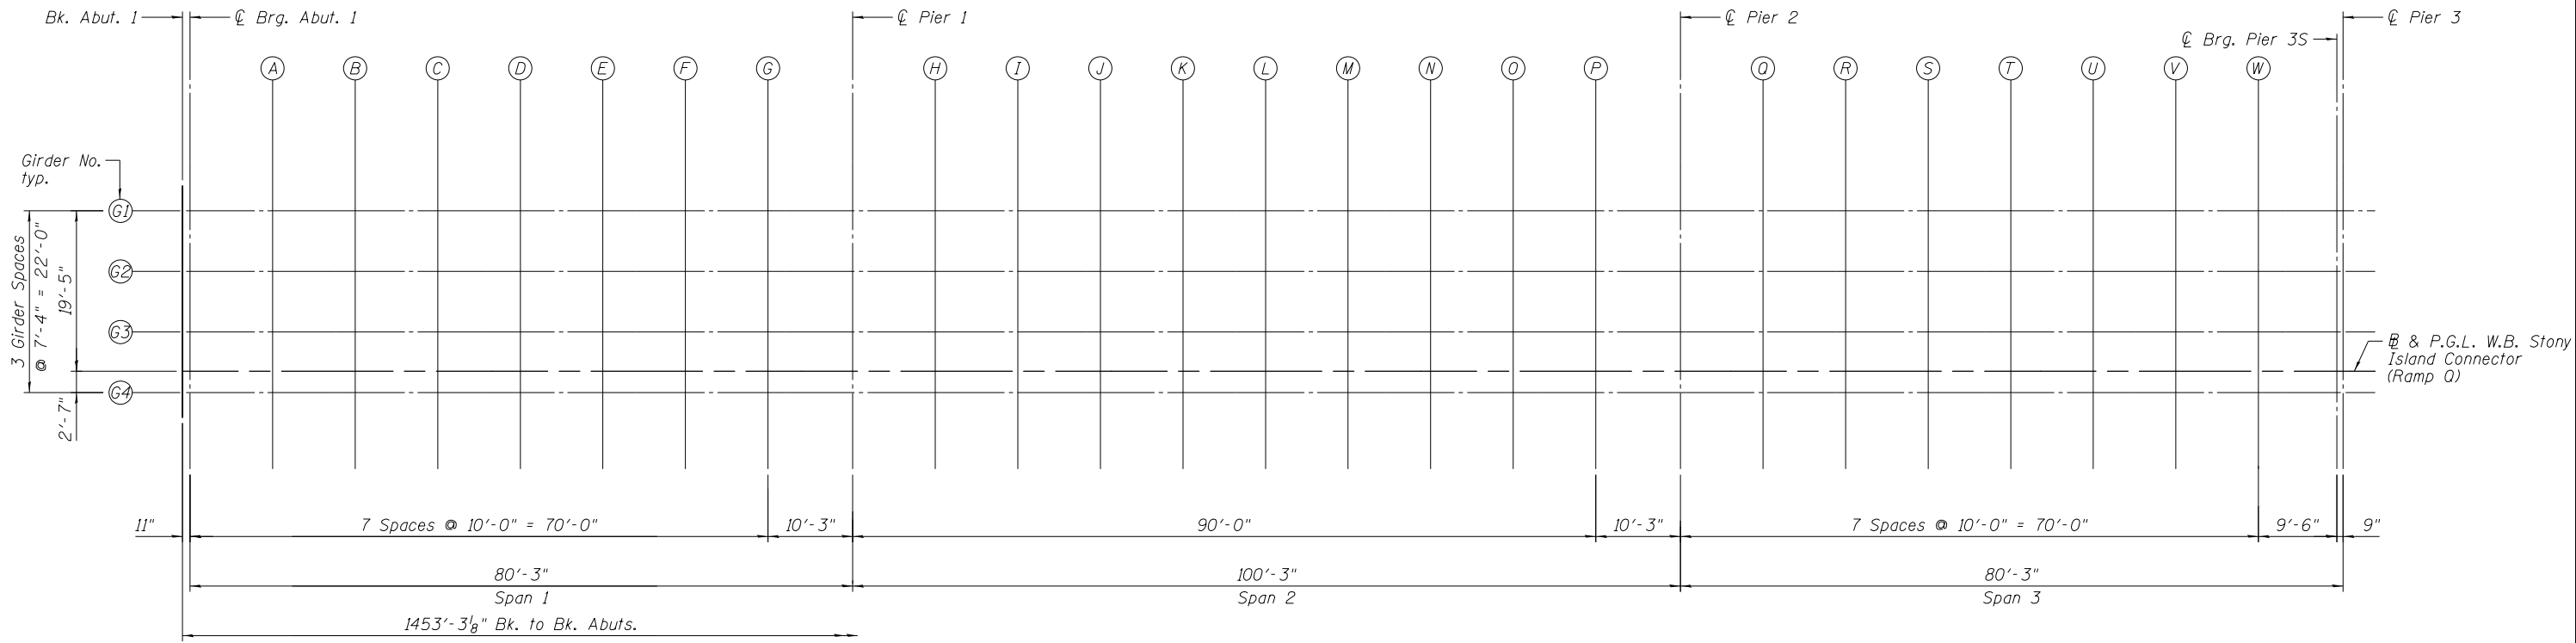 Bk. Abut. 1
℄ Brg. Abut. 1
℄ Pier 1
℄ Pier 2
℄ Pier 3
℄ Brg. Pier 3S
A B C D E F G H I J K L M N O P Q R S T U V W
Girder No.
typ.
G1
G2
G3
G4
3 Girder Spaces
@ 7'-4" = 22'-0"
19'-5"
2'-7"
℔ & P.G.L. W.B. Stony
Island Connector
(Ramp Q)
11"
7 Spaces @ 10'-0" = 70'-0"
10'-3"
90'-0"
10'-3"
7 Spaces @ 10'-0" = 70'-0"
9'-6"
9"
80'-3"
100'-3"
80'-3"
Span 1
Span 2
Span 3
1453'-3⅛" Bk. to Bk. Abuts.